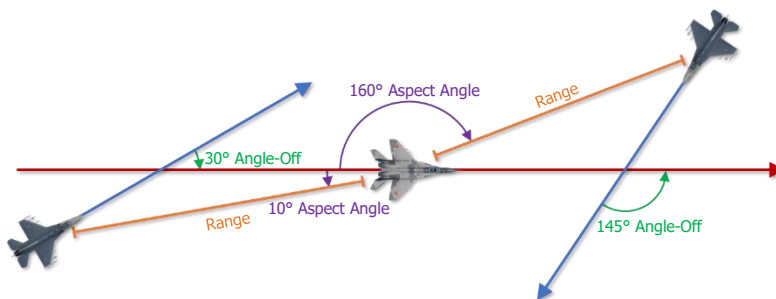 160° Aspect Angle
Range
30° Angle-Off
10° Aspect Angle
Range
145° Angle-Off